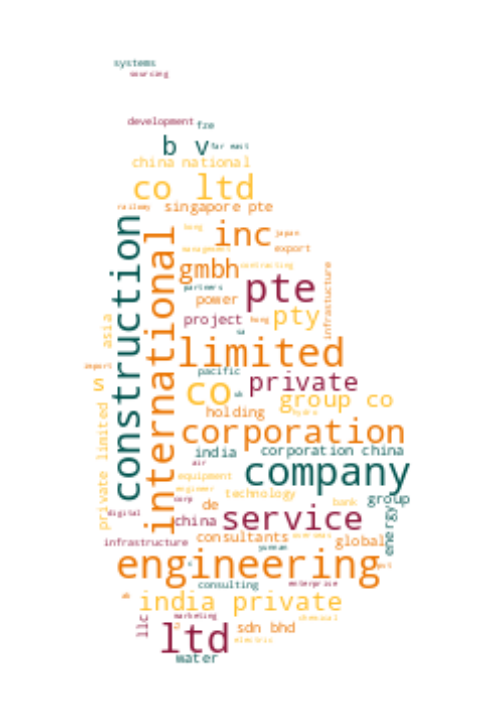 systems
sourcing
development fze
b v far east
china national
co ltd
railway singapore pte
hong
inc japan
management export
gmbh contracting
partners
power pte
project hong pty
infrastucture
construction
international
asia
limited
import pacific
s co uk private
holding group co
hydro
corporation
india corporation china
air
company
equipment
engineer technology
private limited
corp de bank group
digital china service
energy
infrastructure consultants overseas global
yunnan
engineering
consulting enterprise
india private
marketing chemical
llc ltd sdn bhd
electric
water